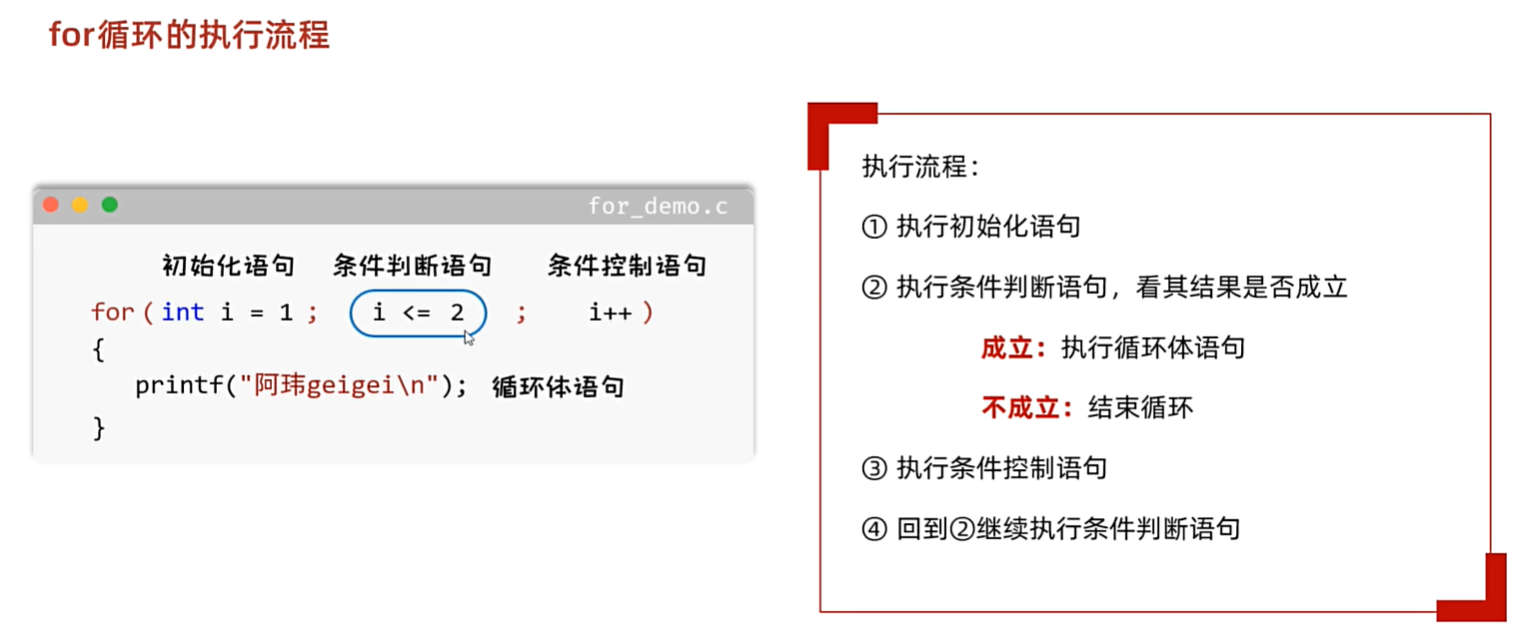 for循环的执行流程
for_demo.c
初始化语句 条件判断语句 条件控制语句
for ( int i = 1 ; i <= 2 ; i++ )
{
printf("阿玮geigei\n"); 循环体语句
}
执行流程：
① 执行初始化语句
② 执行条件判断语句，看其结果是否成立
成立：执行循环体语句
不成立：结束循环
③ 执行条件控制语句
④ 回到②继续执行条件判断语句